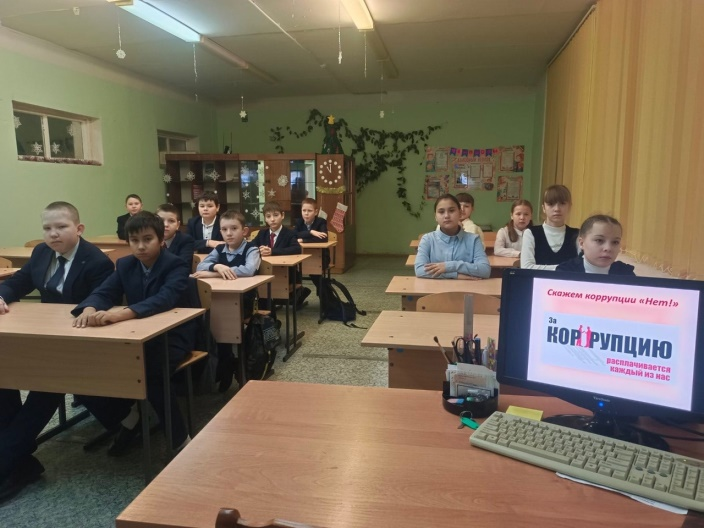 Скажем коррупции «Нет!»
За
КОРРУПЦИЮ
расплачивается
каждый из нас